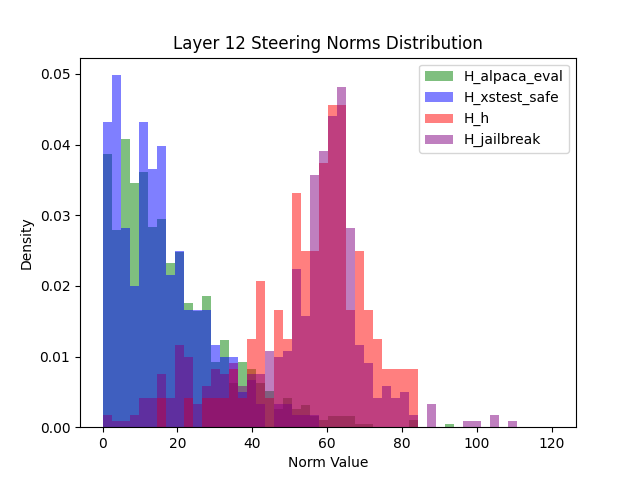 Layer 12 Steering Norms Distribution
H_alpaca_eval
H_xstest_safe
H_h
H_jailbreak
0.05
0.04
0.03
0.02
0.01
0.00
Density
0 20 40 60 80 100 120
Norm Value